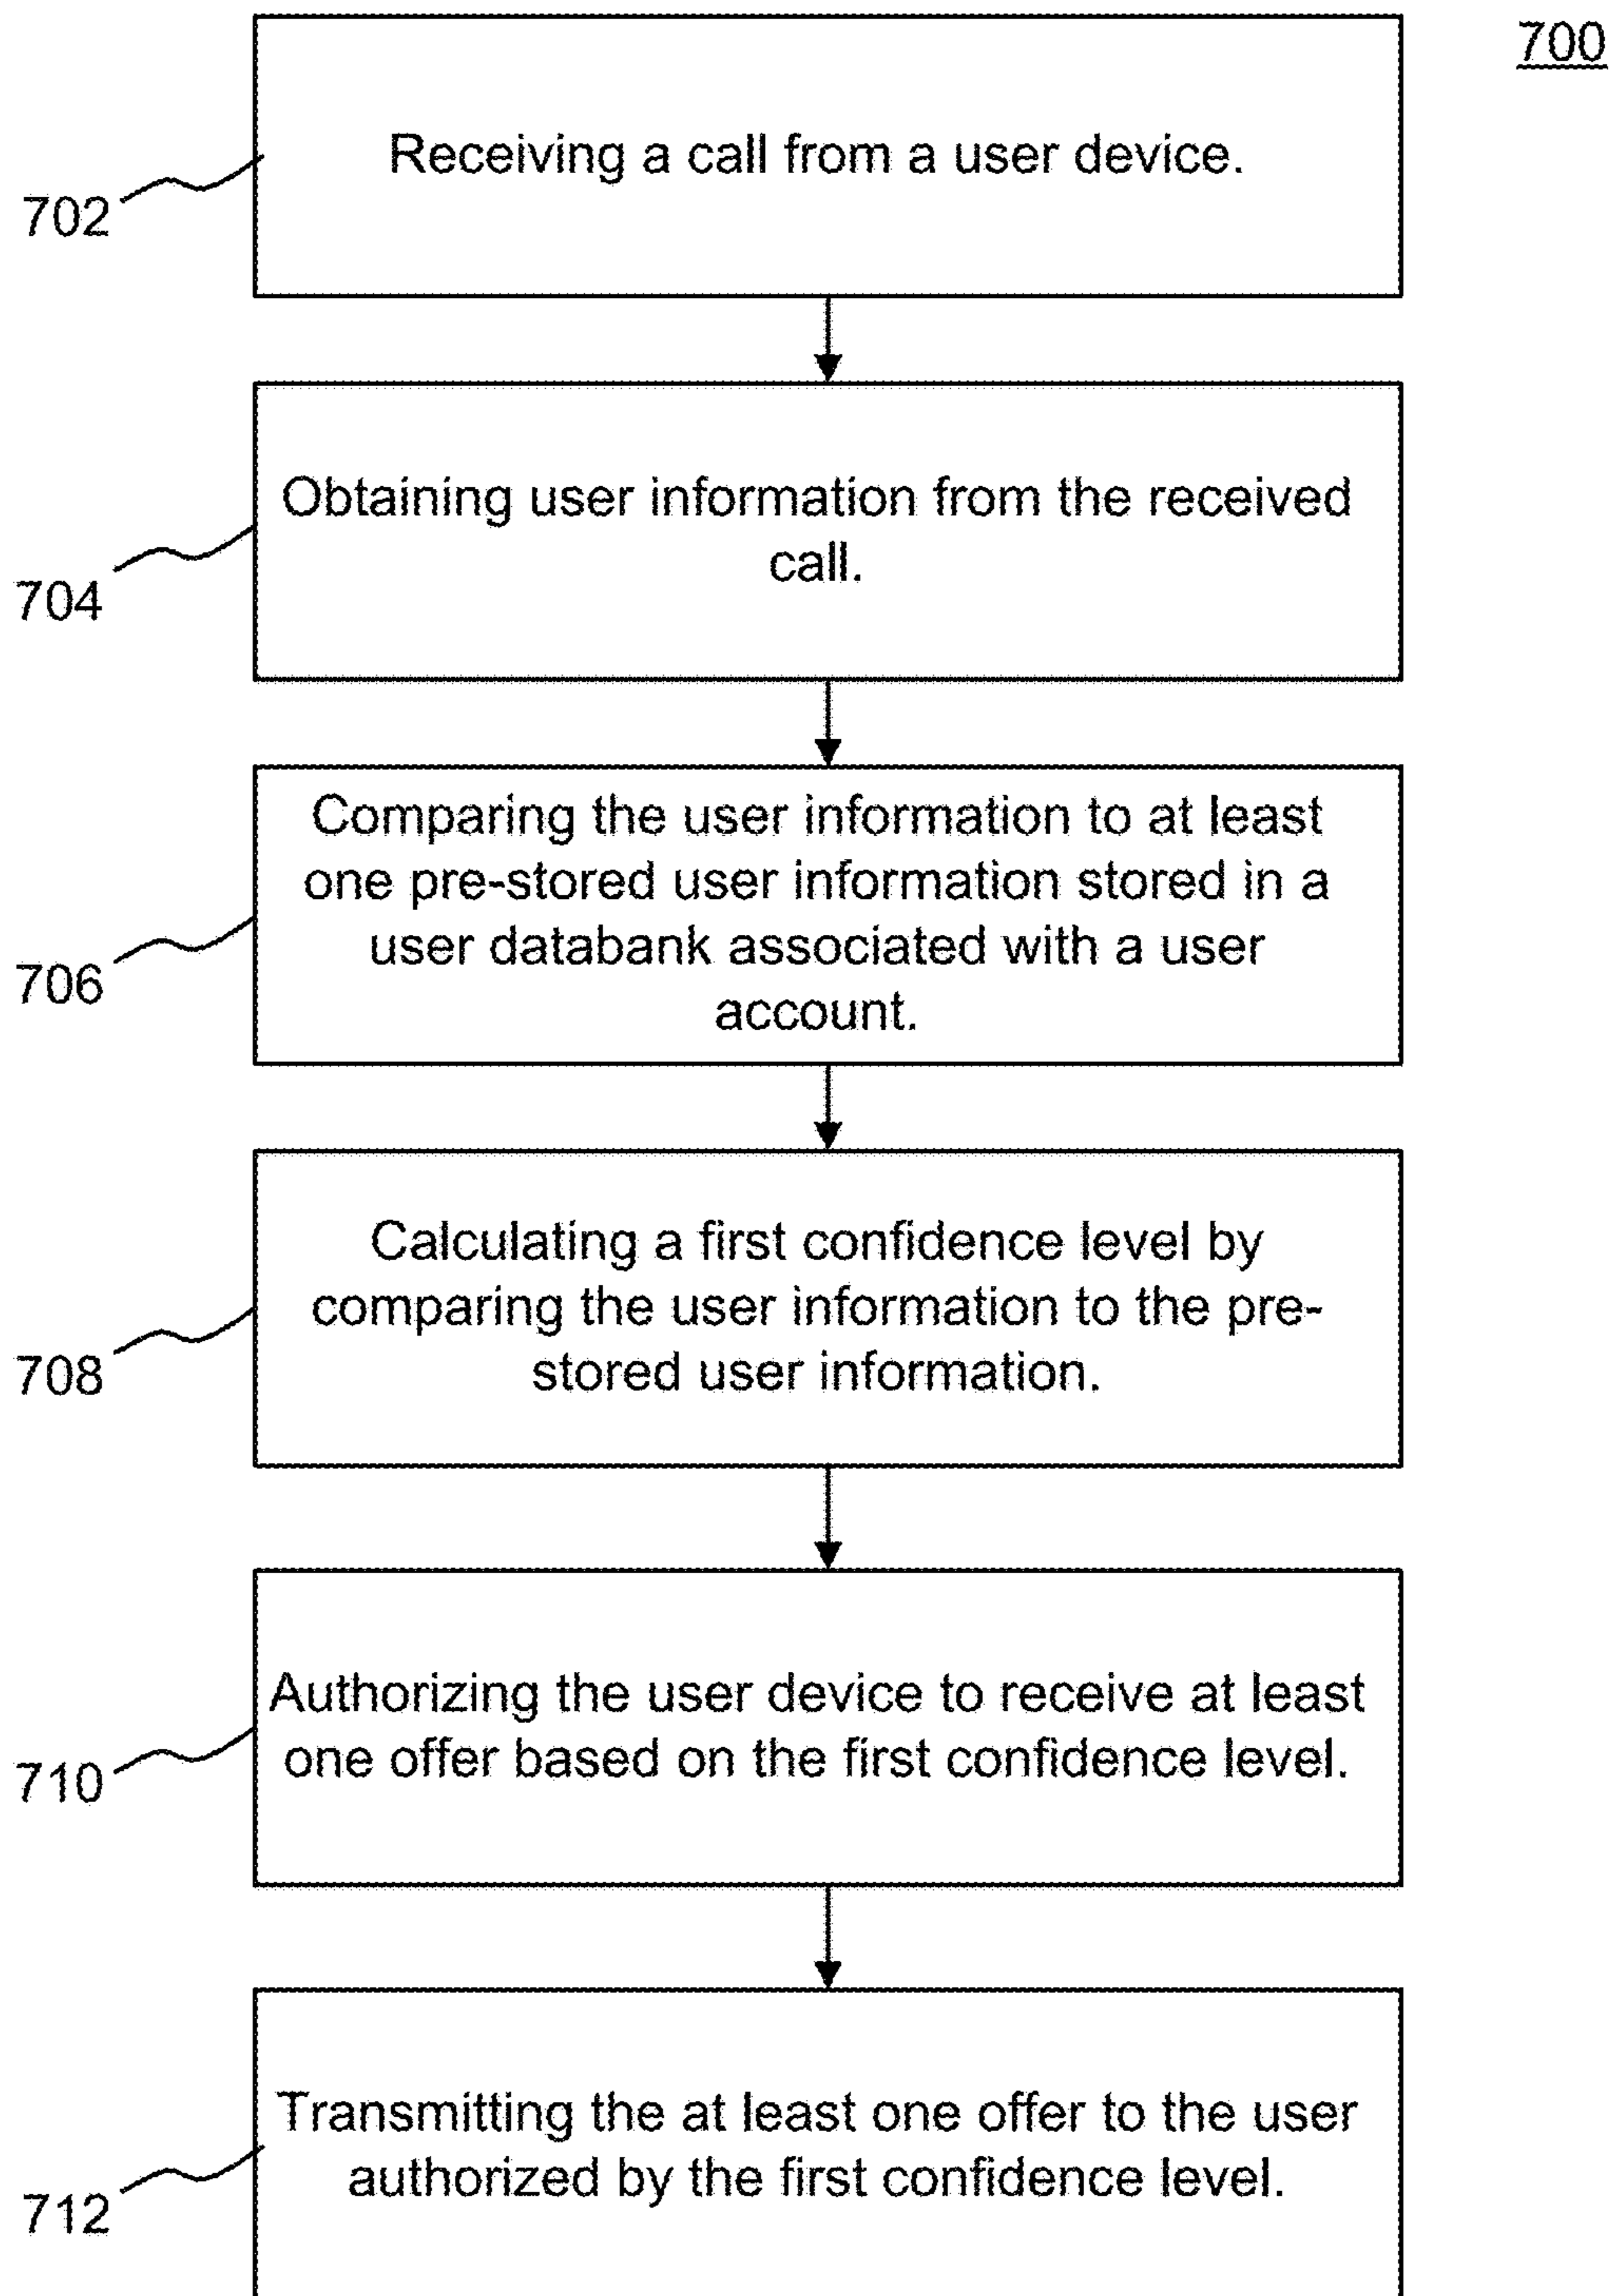 700
Receiving a call from a user device.
702
Obtaining user information from the received
call.
704
Comparing the user information to at least
one pre-stored user information stored in a
user databank associated with a user
account.
706
Calculating a first confidence level by
comparing the user information to the pre-
stored user information.
708
Authorizing the user device to receive at least
one offer based on the first confidence level.
710
Transmitting the at least one offer to the user
authorized by the first confidence level.
712